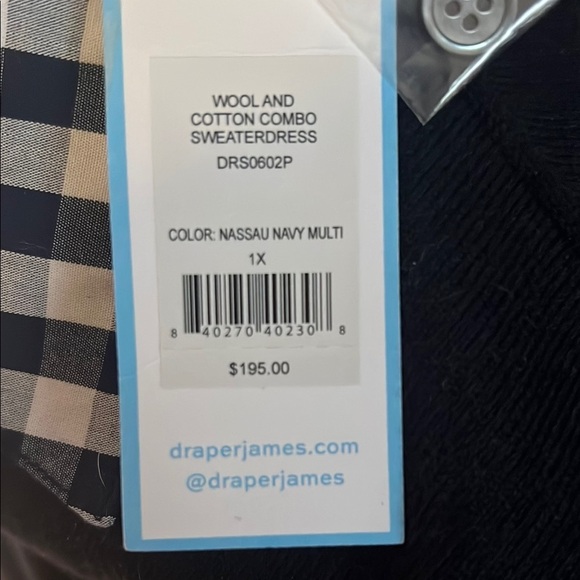 WOOL AND
COTTON COMBO
SWEATERDRESS
DRS0602P
COLOR: NASSAU NAVY MULTI
1X
8 40270 40230 8
$195.00
draperjames.com
@draperjames